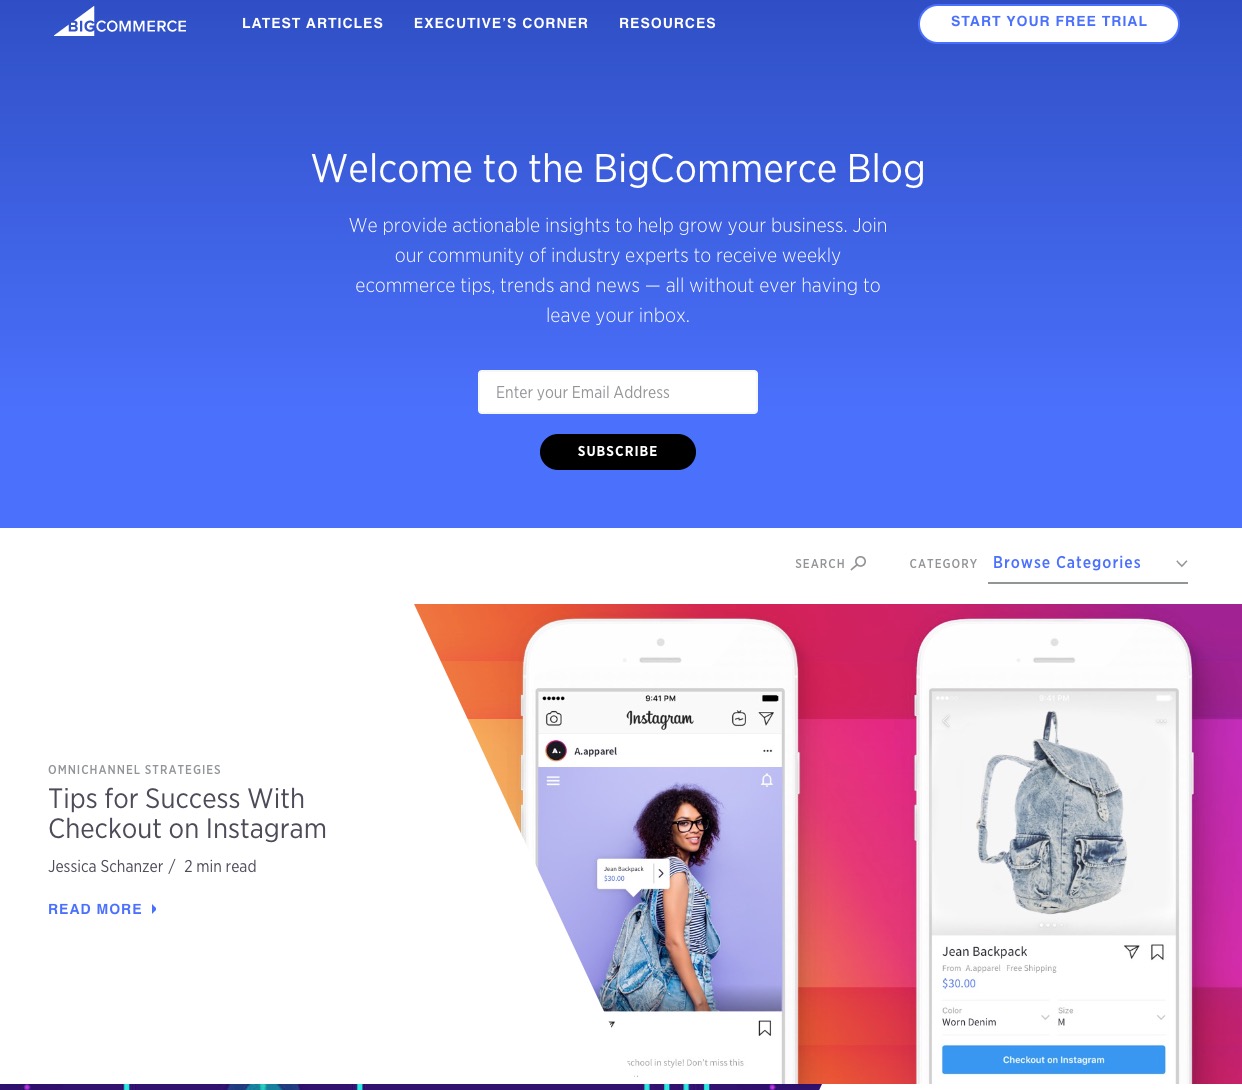 BIGCOMMERCE
LATEST ARTICLES
EXECUTIVE'S CORNER
RESOURCES
START YOUR FREE TRIAL
Welcome to the BigCommerce Blog
We provide actionable insights to help grow your business. Join
our community of industry experts to receive weekly
ecommerce tips, trends and news — all without ever having to
leave your inbox.
Enter your Email Address
SUBSCRIBE
SEARCH
CATEGORY
Browse Categories
OMNICHANNEL STRATEGIES
Tips for Success With
Checkout on Instagram
Jessica Schanzer / 2 min read
READ MORE
9:41 PM
Instagram
A.
A.apparel
Jean Backpack
$30.00
school in style! Don't miss this
9:41 PM
Jean Backpack
From A.apparel Free Shipping
$30.00
Color
Worn Denim
Size
M
Checkout on Instagram